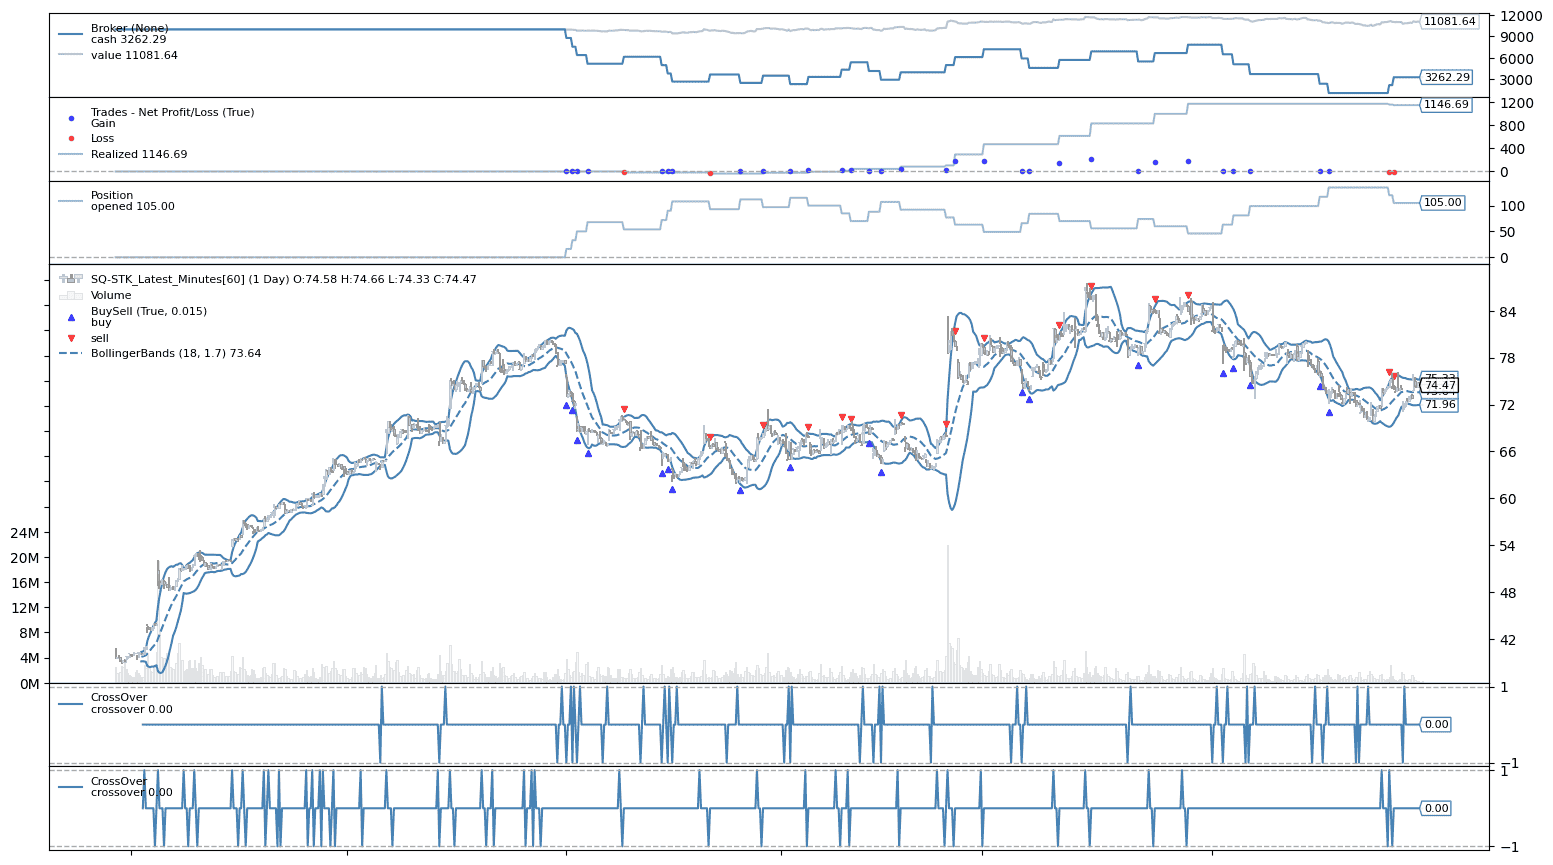 Broker (None)
cash 3262.29
value 11081.64
12000
11081.64
9000
6000
3262.29
3000
Trades - Net Profit/Loss (True)
Gain
Loss
Realized 1146.69
1200
1146.69
800
400
0
Position
opened 105.00
105.00
100
50
0
SQ-STK_Latest_Minutes[60] (1 Day) O:74.58 H:74.66 L:74.33 C:74.47
Volume
BuySell (True, 0.015)
buy
sell
BollingerBands (18, 1.7) 73.64
84
78
74.47
72
71.96
66
60
54
48
42
24M
20M
16M
12M
8M
4M
0M
CrossOver
crossover 0.00
1
0.00
−1
CrossOver
crossover 0.00
1
0.00
−1